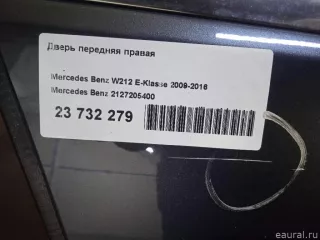 Дверь передняя правая
Mercedes Benz W212 E-Klasse 2009-2016
Mercedes Benz 2127205400
23 732 279
eaural.ru